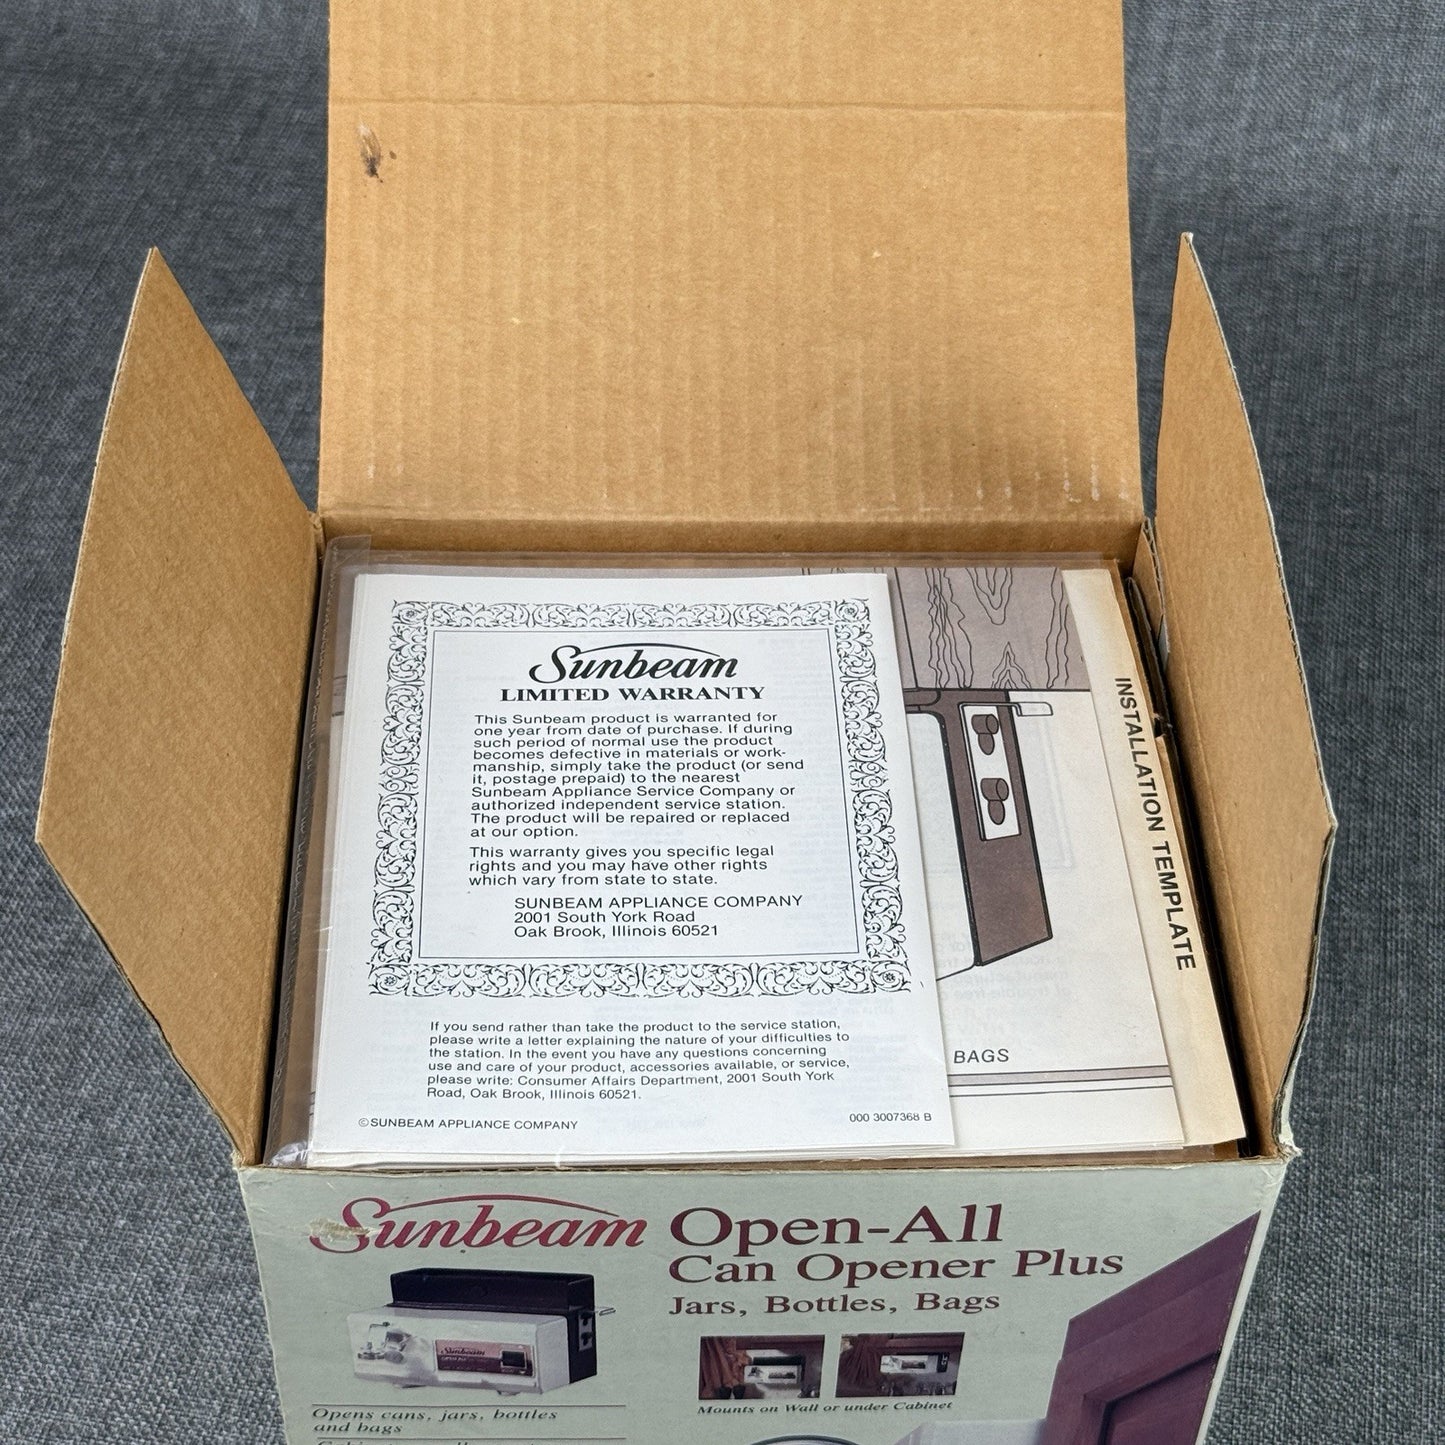 Sunbeam
LIMITED WARRANTY
This Sunbeam product is warranted for
one year from date of purchase. If during
such period of normal use the product
becomes defective in materials or work-
manship, simply take the product (or send
it, postage prepaid) to the nearest
Sunbeam Appliance Service Company or
authorized independent service station.
The product will be repaired or replaced
at our option.
This warranty gives you specific legal
rights and you may have other rights
which vary from state to state.
SUNBEAM APPLIANCE COMPANY
2001 South York Road
Oak Brook, Illinois 60521
If you send rather than take the product to the service station,
please write a letter explaining the nature of your difficulties to
the station. In the event you have any questions concerning
use and care of your product, accessories available, or service,
please write: Consumer Affairs Department, 2001 South York
Road, Oak Brook, Illinois 60521.
©SUNBEAM APPLIANCE COMPANY
000 3007368 B
BAGS
INSTALLATION TEMPLATE
Sunbeam
Open-All
Can Opener Plus
Jars, Bottles, Bags
Sunbeam
Mounts on Wall or under Cabinet
Opens cans, jars, bottles
and bags